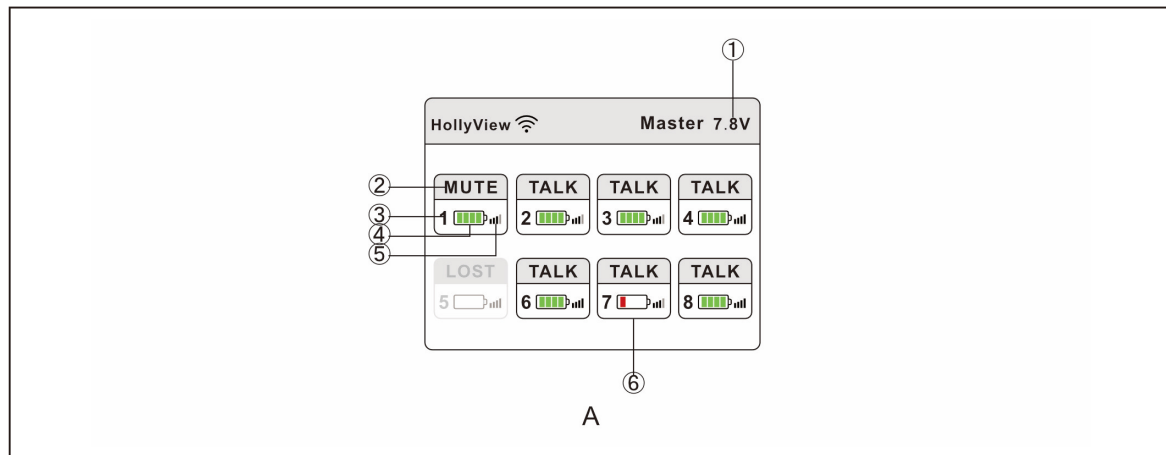 ①
HollyView Master 7.8V
② MUTE TALK TALK TALK
③ 1 2 3 4
④
⑤
LOST TALK TALK TALK
5 6 7 8
⑥
A